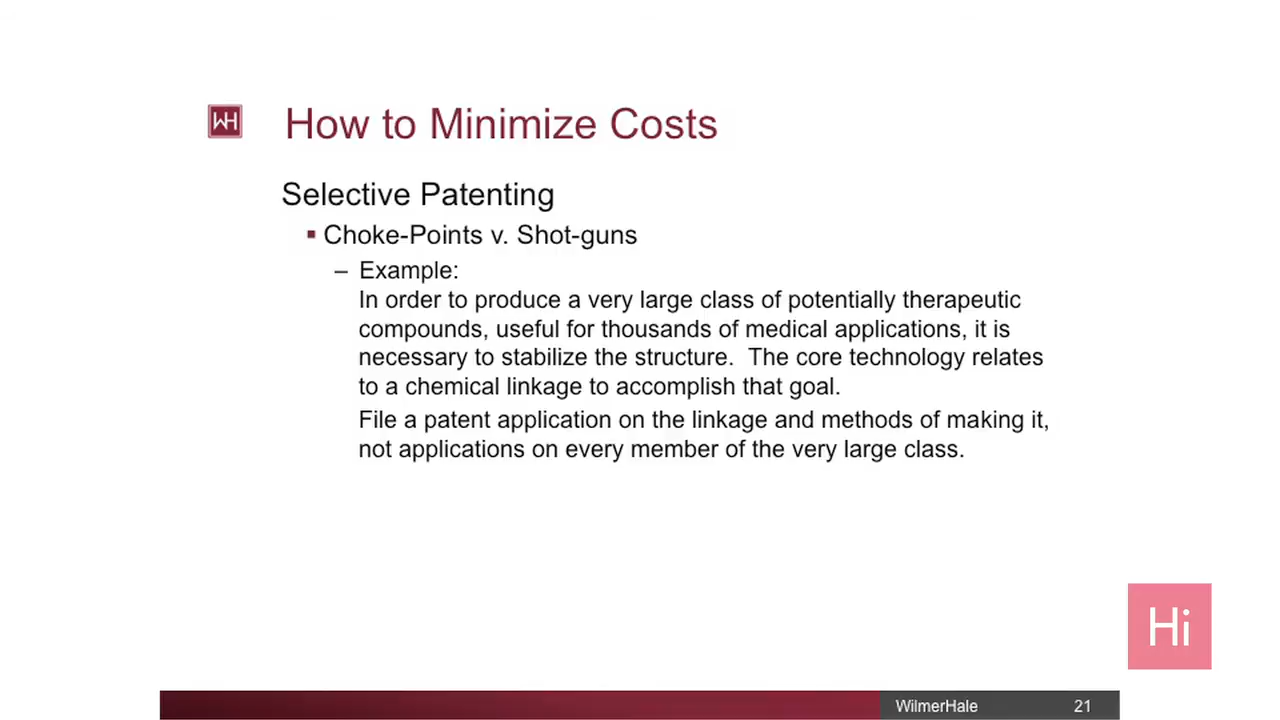 WH
How to Minimize Costs
Selective Patenting
▪ Choke-Points v. Shot-guns
– Example:
In order to produce a very large class of potentially therapeutic
compounds, useful for thousands of medical applications, it is
necessary to stabilize the structure.  The core technology relates
to a chemical linkage to accomplish that goal.
File a patent application on the linkage and methods of making it,
not applications on every member of the very large class.
Hi
WilmerHale 21